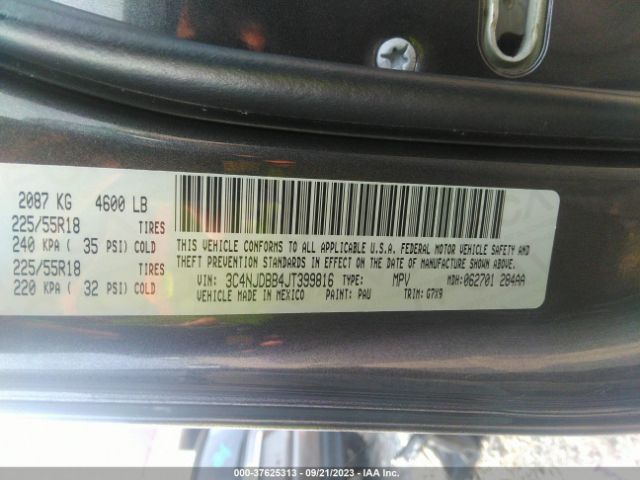 2087 KG 4600 LB
225/55R18 TIRES
240 KPA ( 35 PSI) COLD
225/55R18 TIRES
220 KPA ( 32 PSI) COLD
THIS VEHICLE CONFORMS TO ALL APPLICABLE U.S.A. FEDERAL MOTOR VEHICLE SAFETY AND
THEFT PREVENTION STANDARDS IN EFFECT ON THE DATE OF MANUFACTURE SHOWN ABOVE.
VIN: 3C4NJDBB4JT399816 TYPE: MPV MDH:062701 284AA
VEHICLE MADE IN MEXICO PAINT: PAU TRIM: G7X9
000-37625313 - 09/21/2023 - IAA Inc.